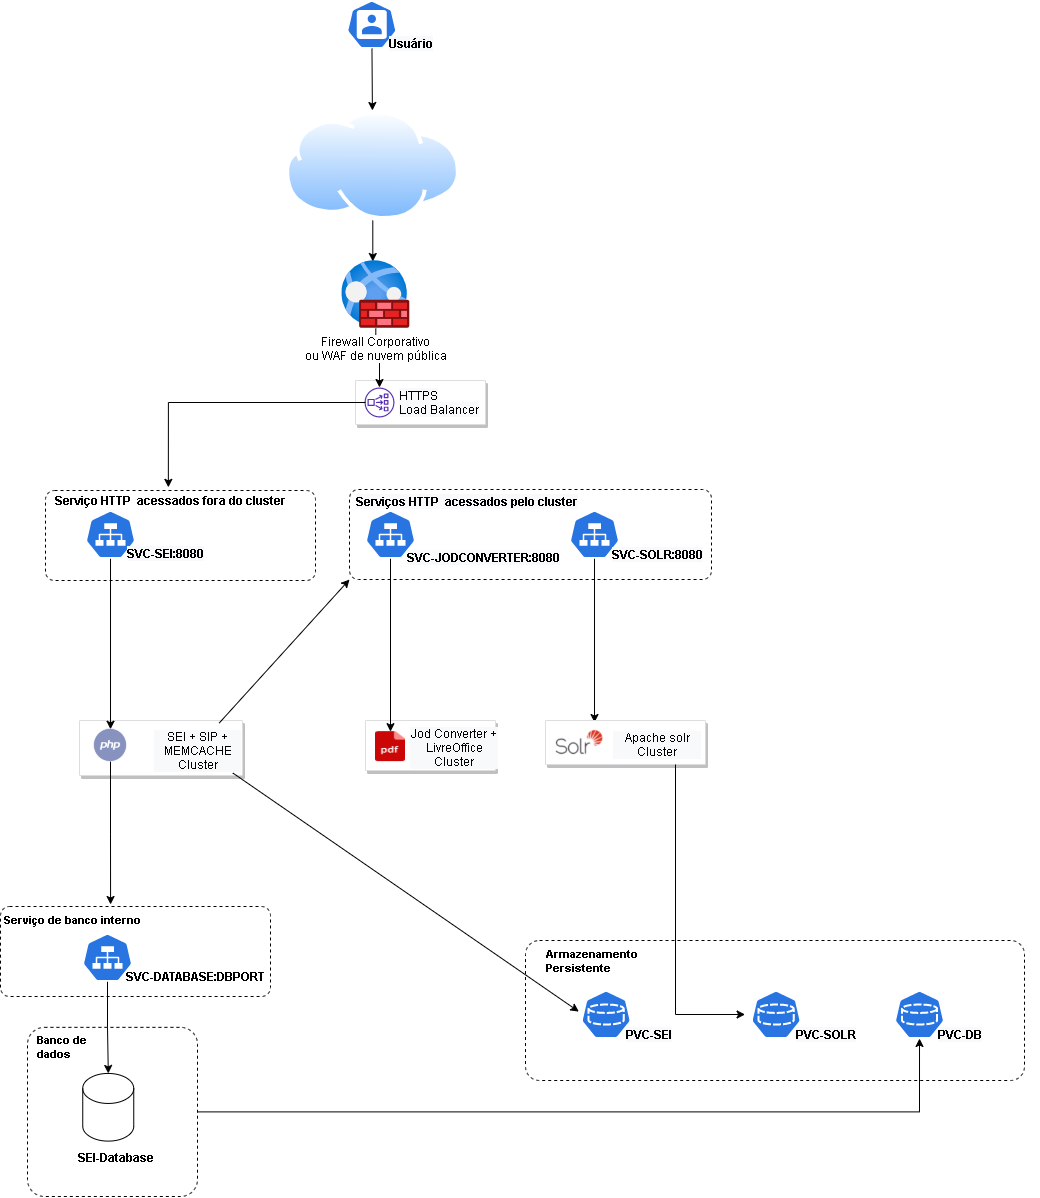 Usuário
Firewall Corporativo
ou WAF de nuvem pública
HTTPS
Load Balancer
Serviço HTTP acessados fora do cluster
SVC-SEI:8080
Serviços HTTP acessados pelo cluster
SVC-JODCONVERTER:8080
SVC-SOLR:8080
php
SEI + SIP +
MEMCACHE
Cluster
pdf
Jod Converter +
LivreOffice
Cluster
Solr
Apache solr
Cluster
Serviço de banco interno
SVC-DATABASE:DBPORT
Armazenamento
Persistente
PVC-SEI
PVC-SOLR
PVC-DB
Banco de
dados
SEI-Database